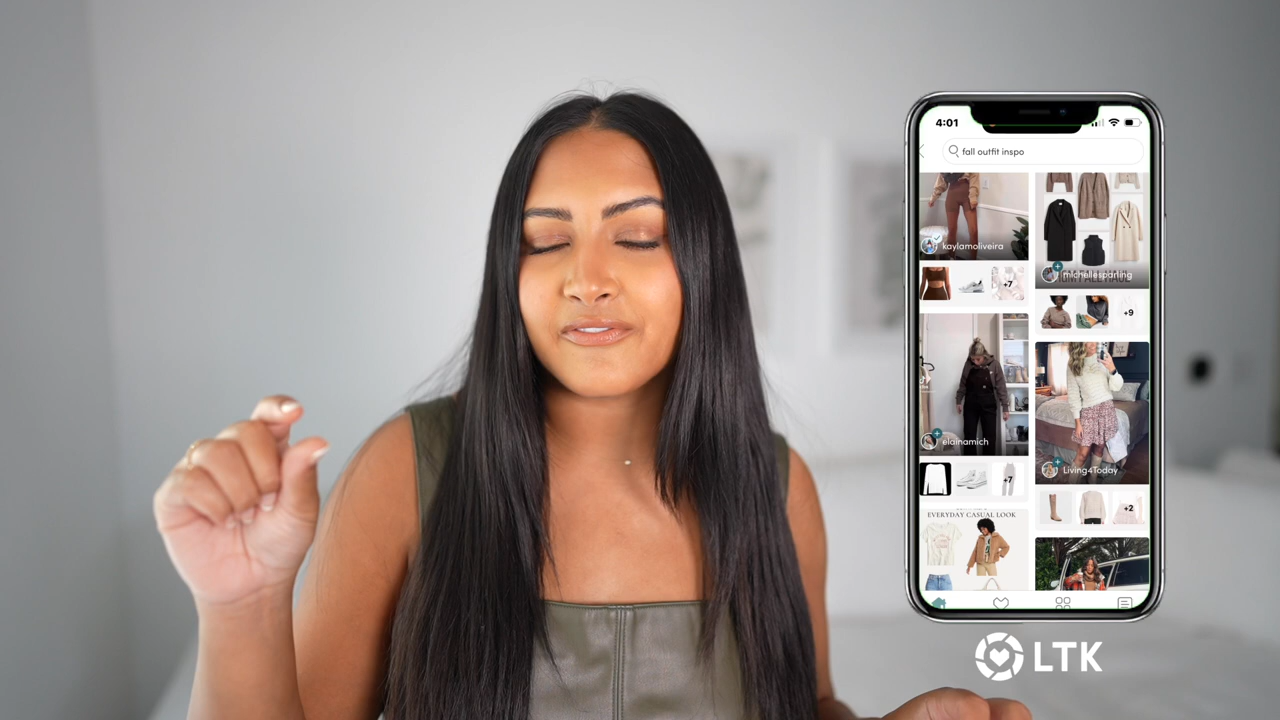 4:01
fall outfit inspo
kaylamoliveira
+7
michellesparling
+9
elainamich
Living4Today
+7
+2
EVERYDAY CASUAL LOOK
LTK